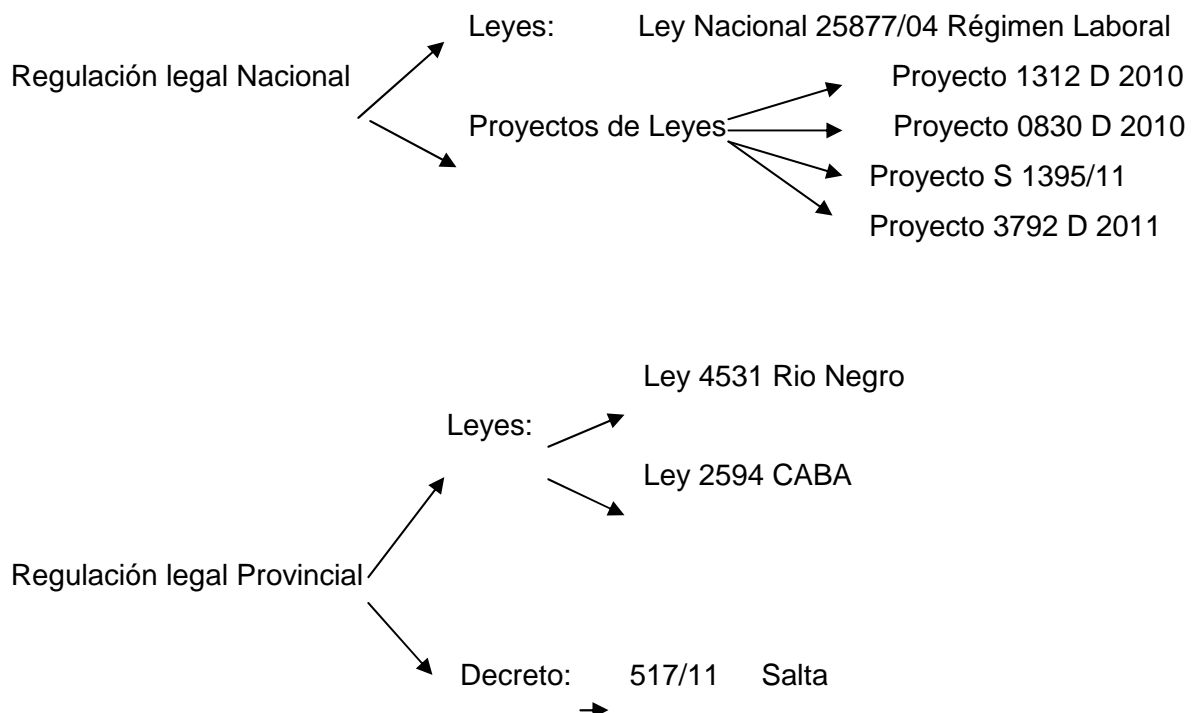 Leyes: Ley Nacional 25877/04 Régimen Laboral
Regulación legal Nacional
Proyecto 1312 D 2010
Proyectos de Leyes
Proyecto 0830 D 2010
Proyecto S 1395/11
Proyecto 3792 D 2011
Ley 4531 Rio Negro
Leyes:
Ley 2594 CABA
Regulación legal Provincial
Decreto: 517/11 Salta